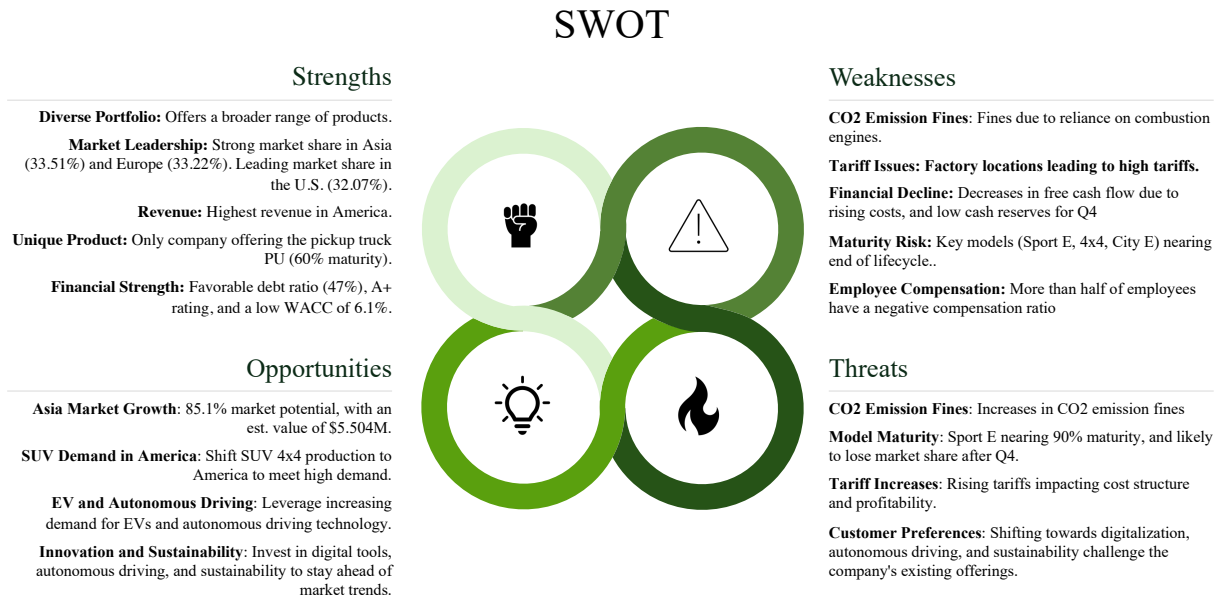 SWOT
Strengths
Diverse Portfolio: Offers a broader range of products.
Market Leadership: Strong market share in Asia
(33.51%) and Europe (33.22%). Leading market share in
the U.S. (32.07%).
Revenue: Highest revenue in America.
Unique Product: Only company offering the pickup truck
PU (60% maturity).
Financial Strength: Favorable debt ratio (47%), A+
rating, and a low WACC of 6.1%.
Weaknesses
CO2 Emission Fines: Fines due to reliance on combustion
engines.
Tariff Issues: Factory locations leading to high tariffs.
Financial Decline: Decreases in free cash flow due to
rising costs, and low cash reserves for Q4
Maturity Risk: Key models (Sport E, 4x4, City E) nearing
end of lifecycle..
Employee Compensation: More than half of employees
have a negative compensation ratio
Opportunities
Asia Market Growth: 85.1% market potential, with an
est. value of $5.504M.
SUV Demand in America: Shift SUV 4x4 production to
America to meet high demand.
EV and Autonomous Driving: Leverage increasing
demand for EVs and autonomous driving technology.
Innovation and Sustainability: Invest in digital tools,
autonomous driving, and sustainability to stay ahead of
market trends.
Threats
CO2 Emission Fines: Increases in CO2 emission fines
Model Maturity: Sport E nearing 90% maturity, and likely
to lose market share after Q4.
Tariff Increases: Rising tariffs impacting cost structure
and profitability.
Customer Preferences: Shifting towards digitalization,
autonomous driving, and sustainability challenge the
company's existing offerings.